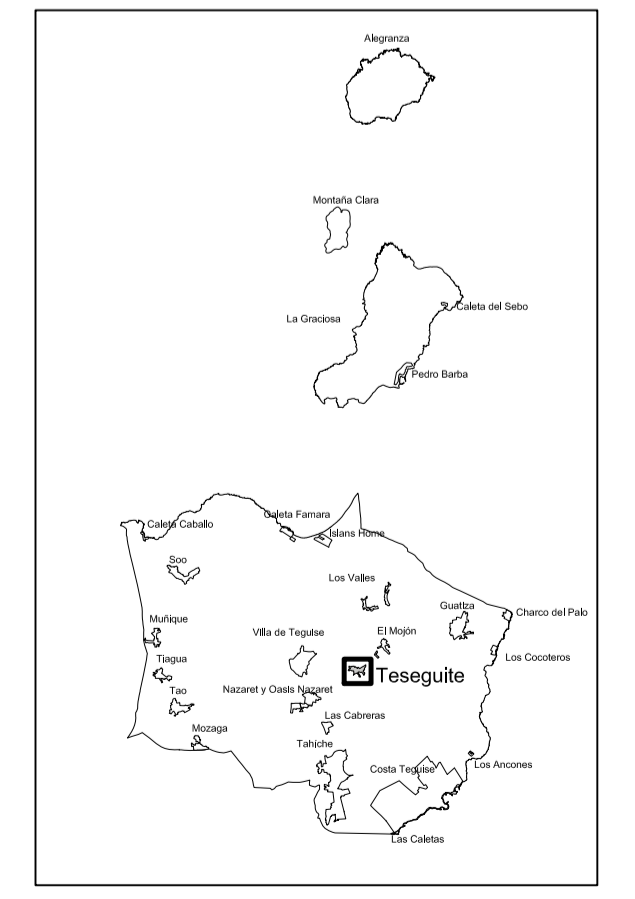 Alegranza
Montaña Clara
La Graciosa
Caleta del Sebo
Pedro Barba
Caleta Caballo
Caleta Famara
Islans Home
Soo
Los Valles
Guatiza
Charco del Palo
Muñique
Villa de Teguise
El Mojón
Los Cocoteros
Tiagua
Teseguite
Tao
Nazaret y Oasis Nazaret
Las Cabreras
Mozaga
Tahíche
Costa Teguise
Los Ancones
Las Caletas